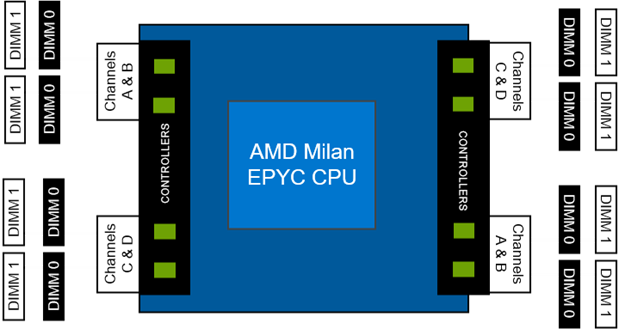 DIMM 1
DIMM 0
Channels
A & B
Channels
C & D
DIMM 0
DIMM 1
DIMM 1
DIMM 0
DIMM 0
DIMM 1
CONTROLLERS
AMD Milan
EPYC CPU
CONTROLLERS
DIMM 1
DIMM 0
Channels
C & D
Channels
A & B
DIMM 0
DIMM 1
DIMM 1
DIMM 0
DIMM 0
DIMM 1